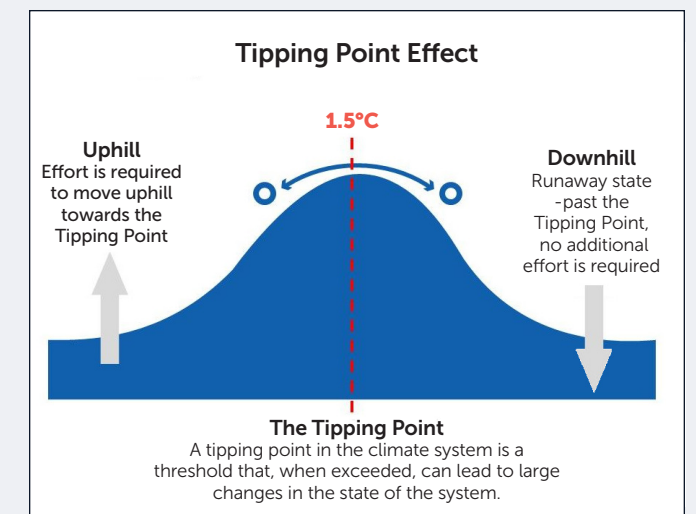 Tipping Point Effect
1.5°C
Uphill
Effort is required
to move uphill
towards the
Tipping Point
Downhill
Runaway state
-past the
Tipping Point,
no additional
effort is required
The Tipping Point
A tipping point in the climate system is a
threshold that, when exceeded, can lead to large
changes in the state of the system.